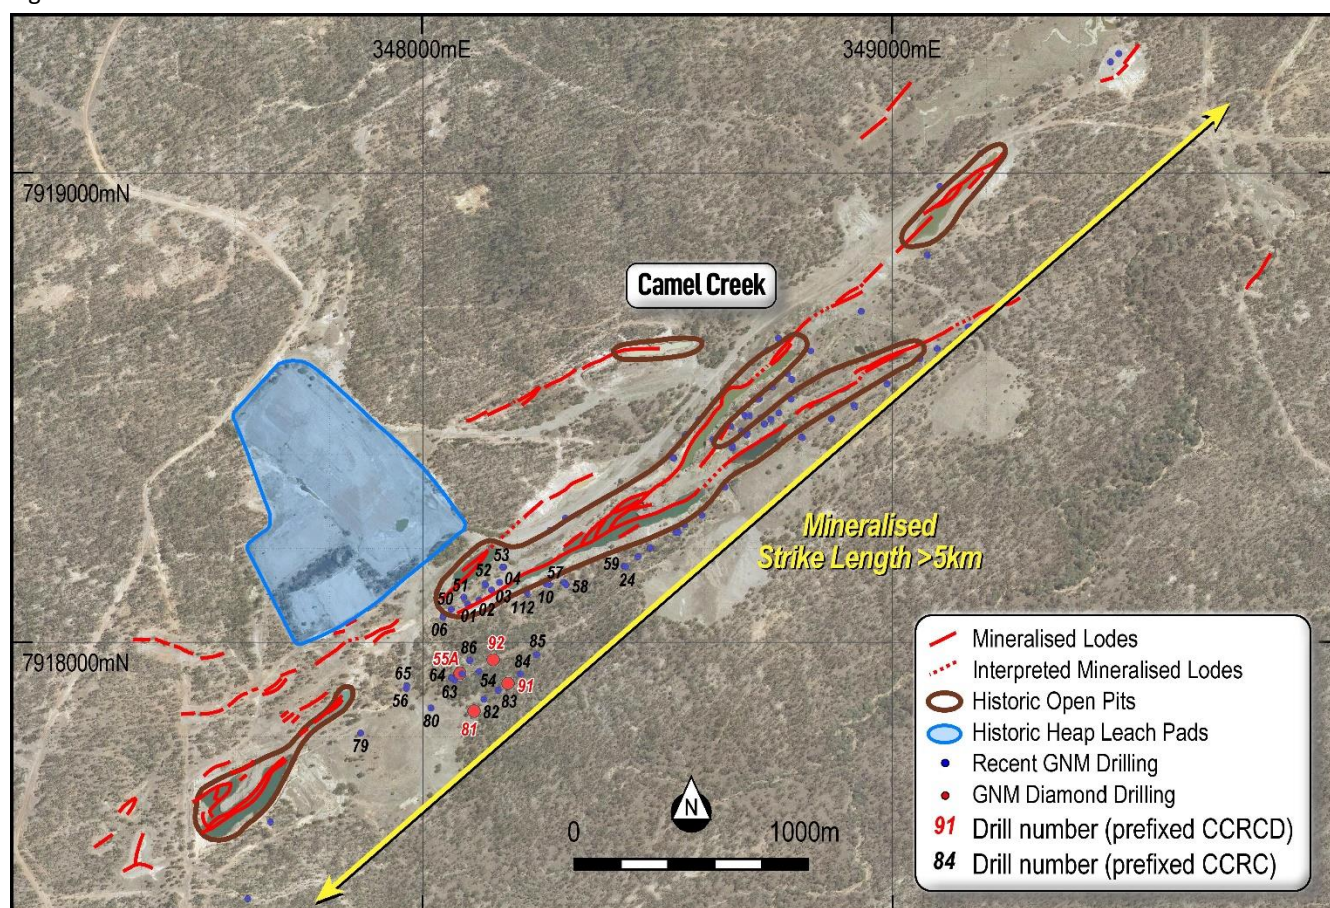 348000mE
349000mE
7919000mN
Camel Creek
Mineralised
Strike Length >5km
53
52
51
50
04
57
59
58
24
03
10
112
02
01
06
7918000mN
92
85
86
55A
84
64
54
91
65
63
83
56
80
82
81
79
N
0
1000m
Mineralised Lodes
Interpreted Mineralised Lodes
Historic Open Pits
Historic Heap Leach Pads
Recent GNM Drilling
GNM Diamond Drilling
91 Drill number (prefixed CCRCD)
84 Drill number (prefixed CCRC)